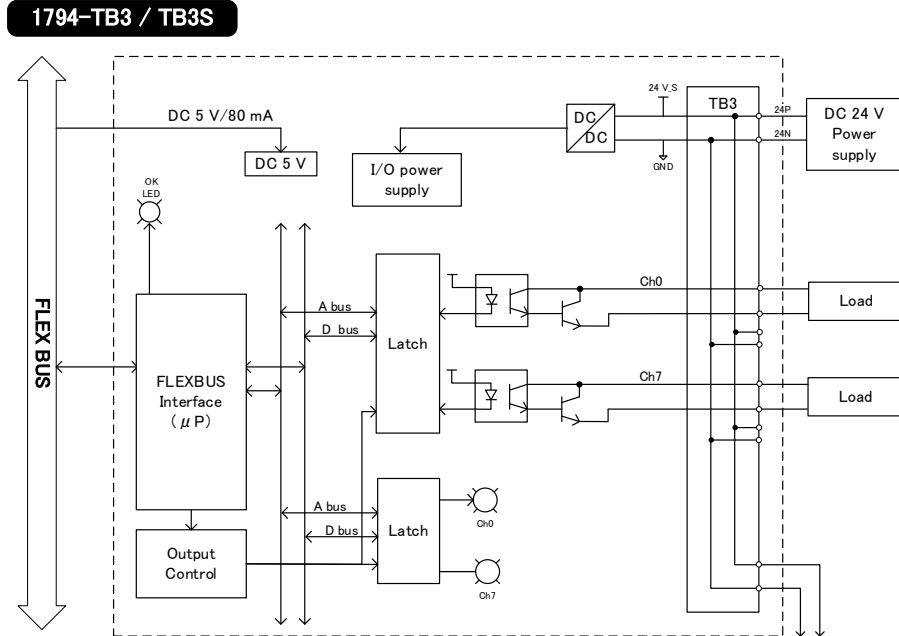 1794-TB3 / TB3S
DC 5 V/80 mA
DC 5 V
OK
LED
I/O power
supply
DC
DC
24 V_S
GND
TB3
24P
24N
DC 24 V
Power
supply
FLEX BUS
FLEXBUS
Interface
(μP)
A bus
D bus
Latch
Ch0
Load
Ch7
Load
Output
Control
A bus
D bus
Latch
Ch0
Ch7